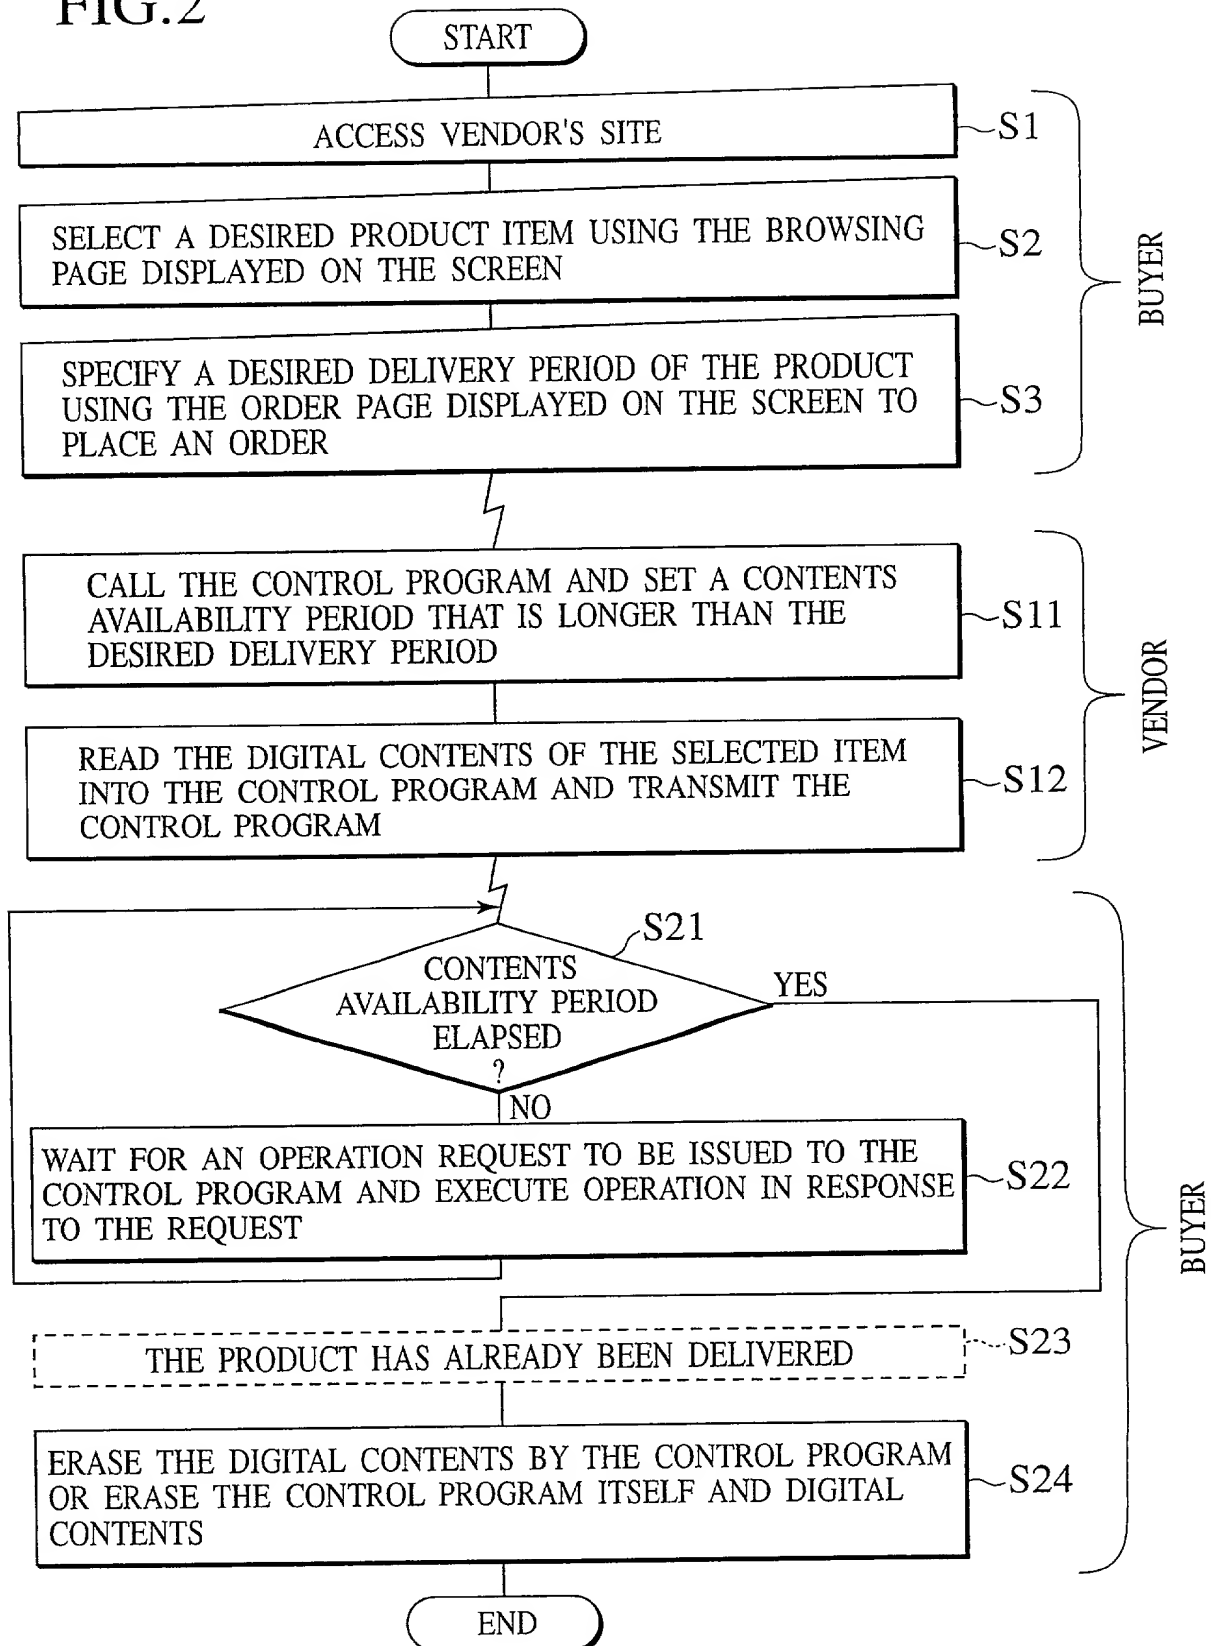 FIG.2
START
ACCESS VENDOR'S SITE
S1
SELECT A DESIRED PRODUCT ITEM USING THE BROWSING
PAGE DISPLAYED ON THE SCREEN
S2
SPECIFY A DESIRED DELIVERY PERIOD OF THE PRODUCT
USING THE ORDER PAGE DISPLAYED ON THE SCREEN TO
PLACE AN ORDER
S3
BUYER
CALL THE CONTROL PROGRAM AND SET A CONTENTS
AVAILABILITY PERIOD THAT IS LONGER THAN THE
DESIRED DELIVERY PERIOD
S11
READ THE DIGITAL CONTENTS OF THE SELECTED ITEM
INTO THE CONTROL PROGRAM AND TRANSMIT THE
CONTROL PROGRAM
S12
VENDOR
S21
CONTENTS
AVAILABILITY PERIOD
ELAPSED
?
YES
NO
WAIT FOR AN OPERATION REQUEST TO BE ISSUED TO THE
CONTROL PROGRAM AND EXECUTE OPERATION IN RESPONSE
TO THE REQUEST
S22
THE PRODUCT HAS ALREADY BEEN DELIVERED
S23
ERASE THE DIGITAL CONTENTS BY THE CONTROL PROGRAM
OR ERASE THE CONTROL PROGRAM ITSELF AND DIGITAL
CONTENTS
S24
BUYER
END